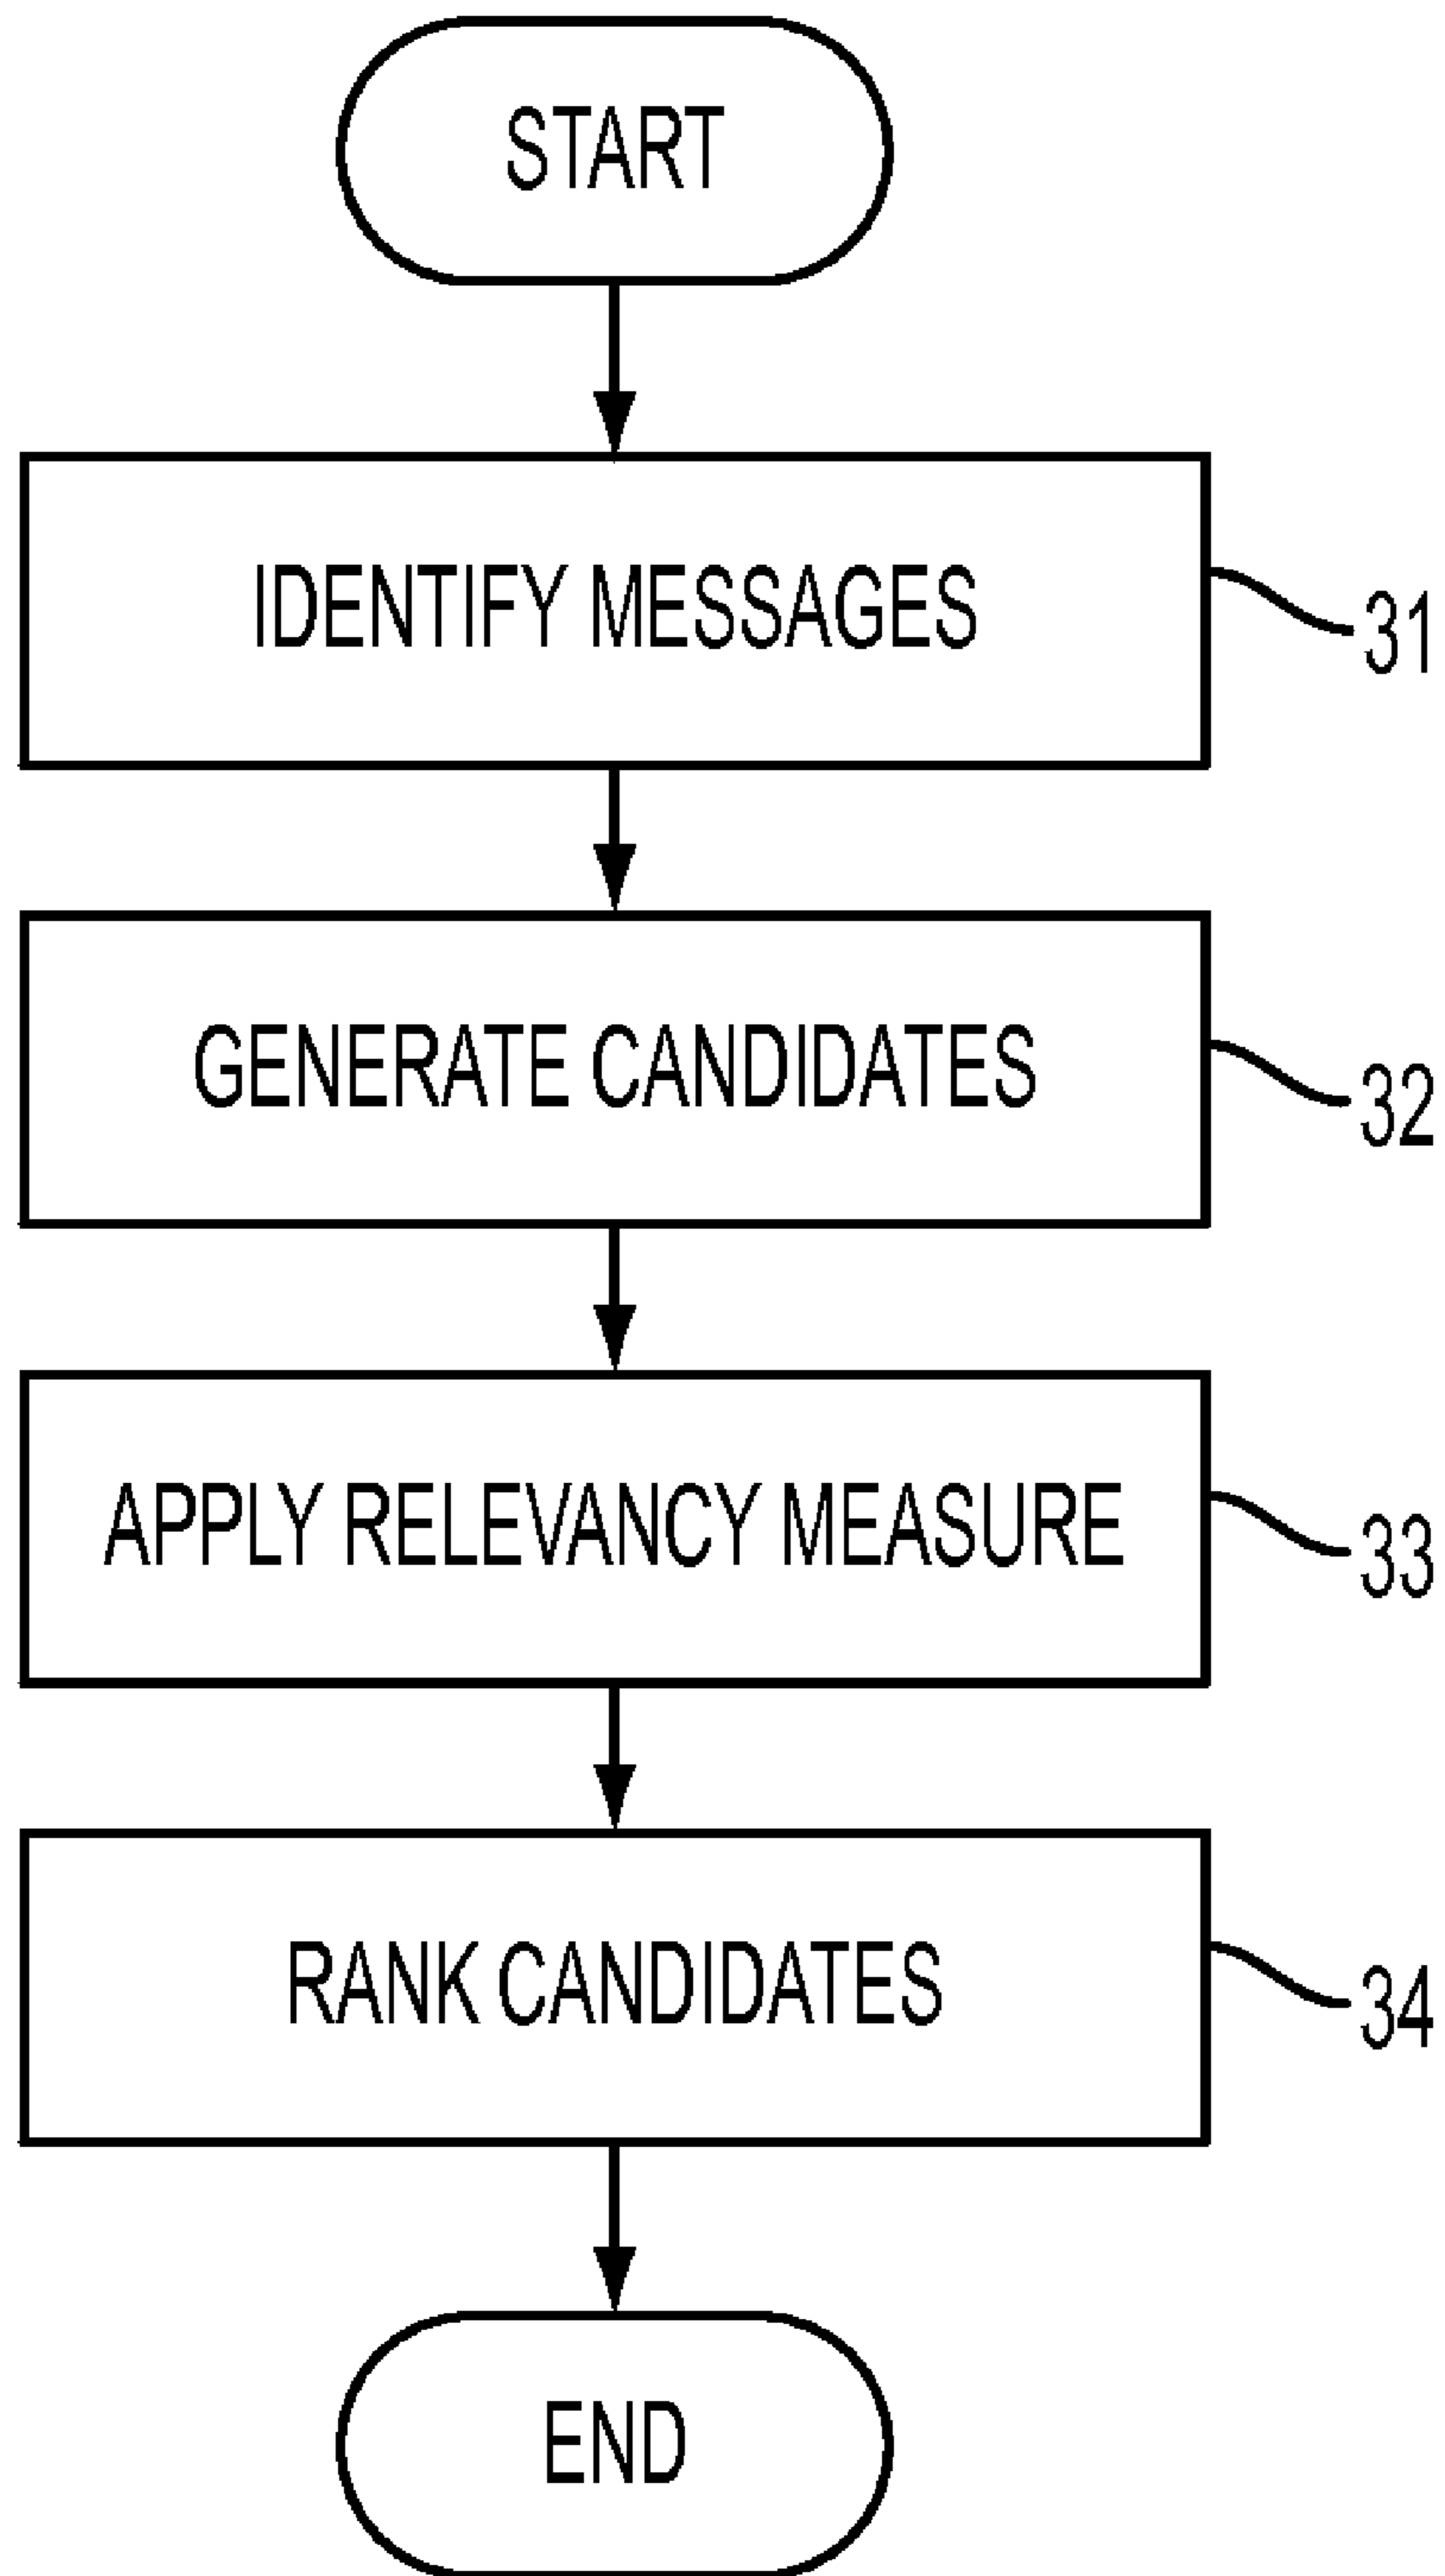 START
IDENTIFY MESSAGES
31
GENERATE CANDIDATES
32
APPLY RELEVANCY MEASURE
33
RANK CANDIDATES
34
END